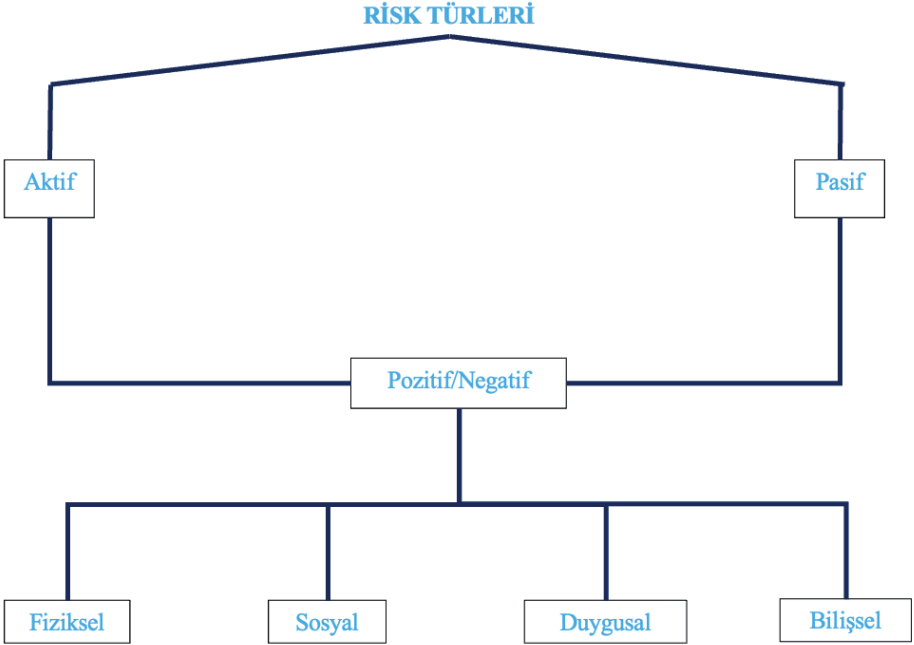 RİSK TÜRLERİ
Aktif
Pasif
Pozitif/Negatif
Fiziksel
Sosyal
Duygusal
Bilişsel